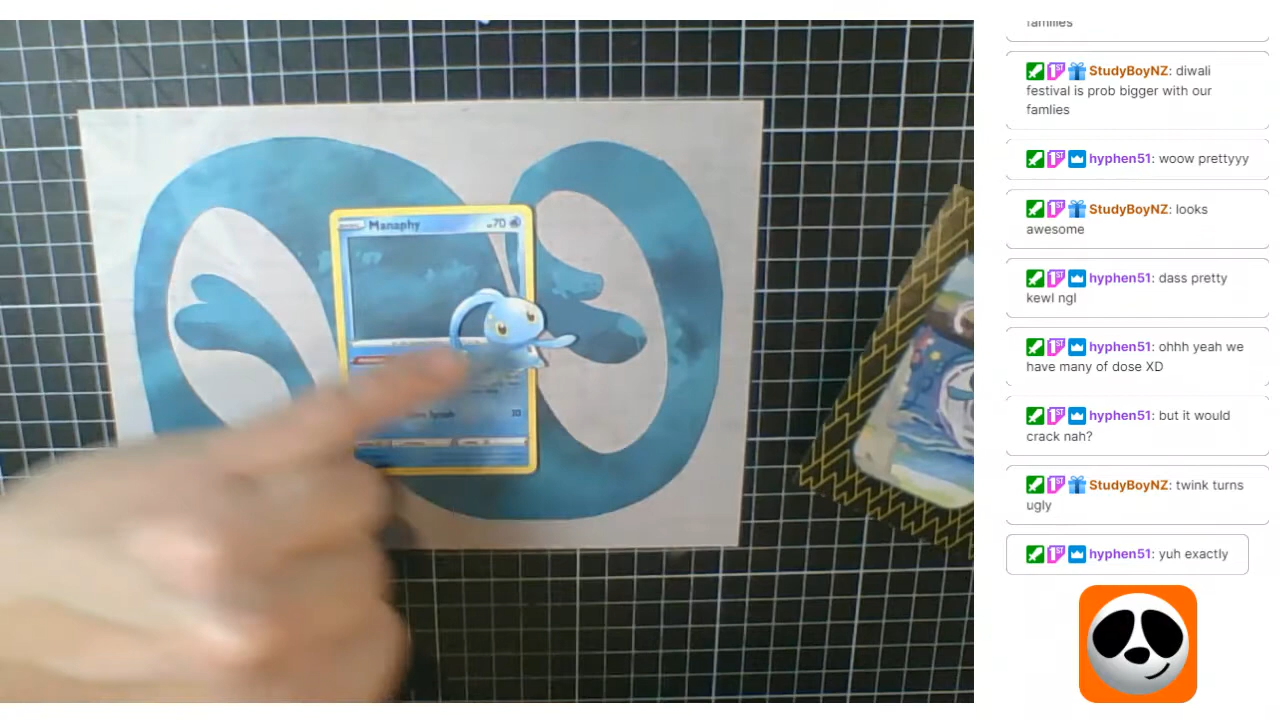 families
StudyBoyNZ: diwali
festival is prob bigger with our
famlies
hyphen51: woow prettyyy
StudyBoyNZ: looks
awesome
hyphen51: dass pretty
kewl ngl
hyphen51: ohhh yeah we
have many of dose XD
hyphen51: but it would
crack nah?
StudyBoyNZ: twink turns
ugly
hyphen51: yuh exactly
Manaphy 70
10